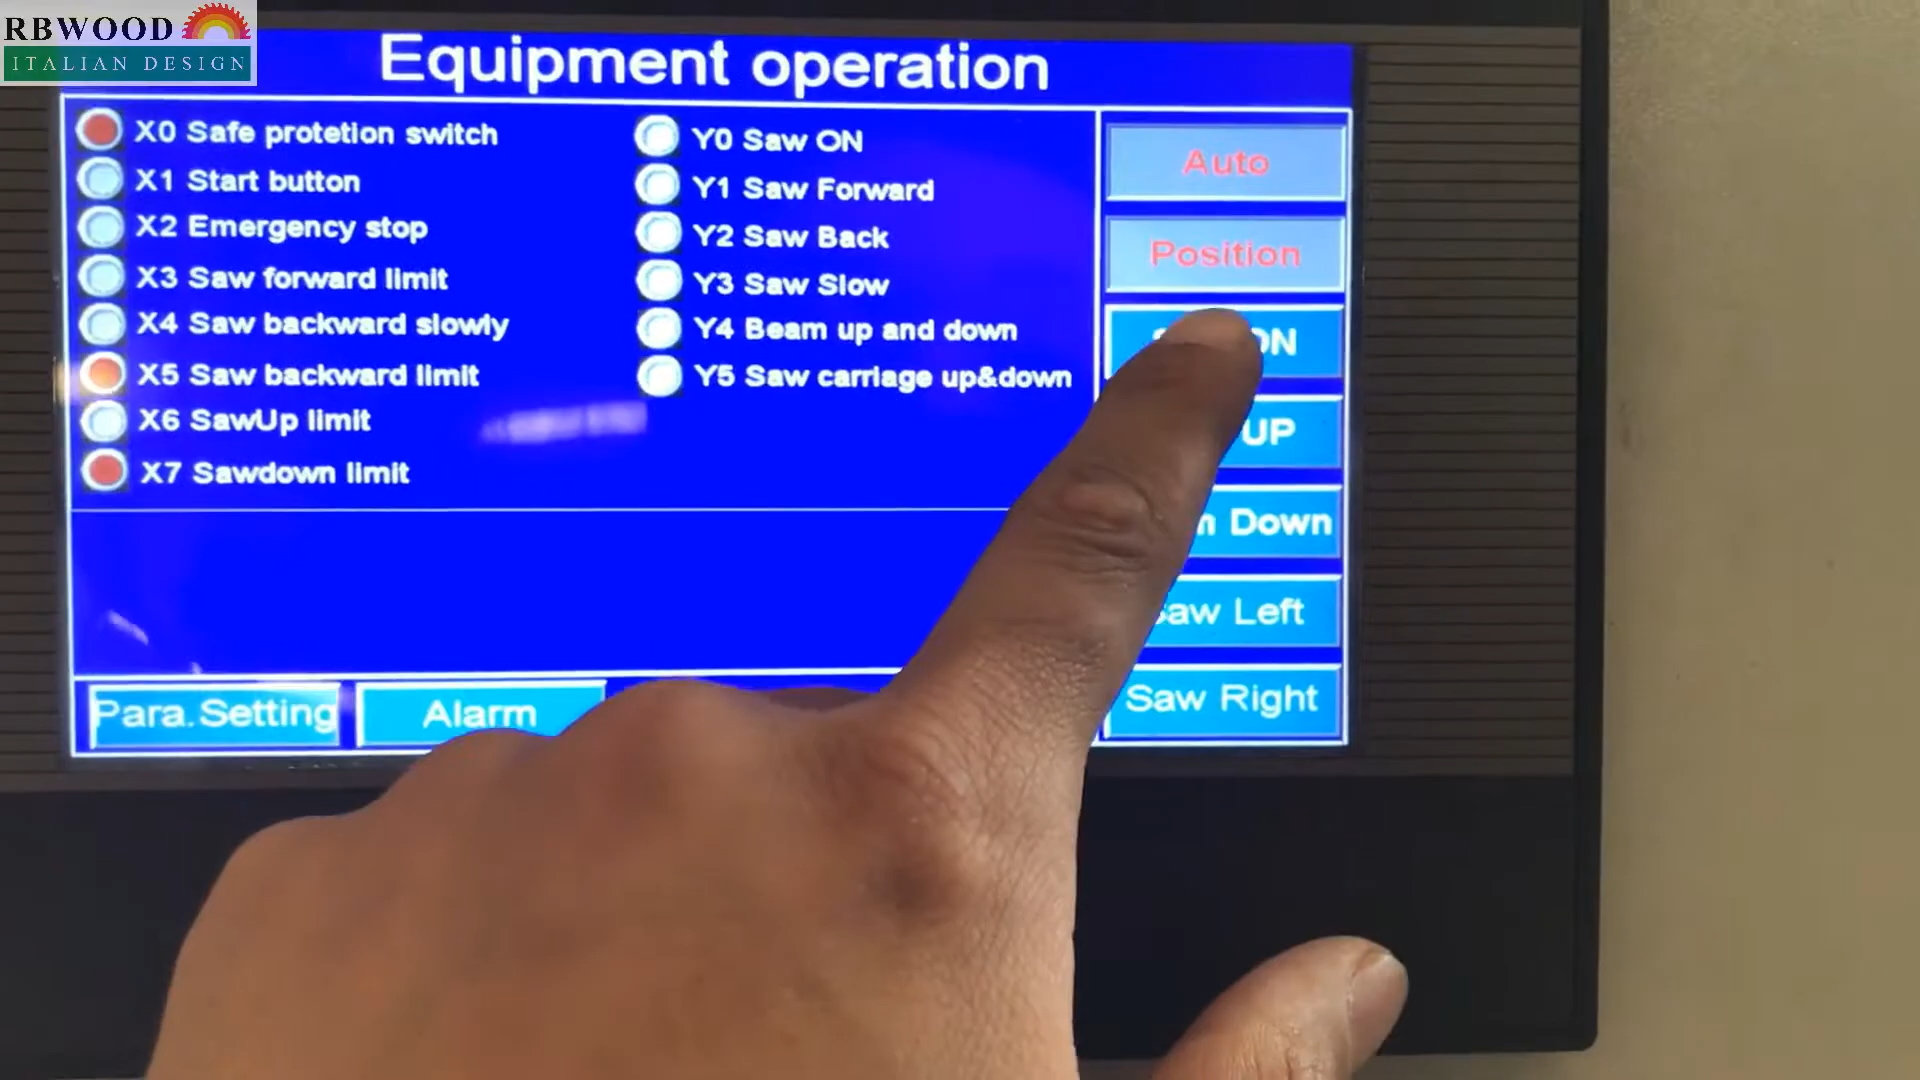 RBWOOD
ITALIAN DESIGN
Equipment operation
X0 Safe protetion switch
X1 Start button
X2 Emergency stop
X3 Saw forward limit
X4 Saw backward slowly
X5 Saw backward limit
X6 SawUp limit
X7 Sawdown limit
Y0 Saw ON
Y1 Saw Forward
Y2 Saw Back
Y3 Saw Slow
Y4 Beam up and down
Y5 Saw carriage up&down
Auto
Position
UP
Down
Saw Left
Saw Right
Para.Setting
Alarm